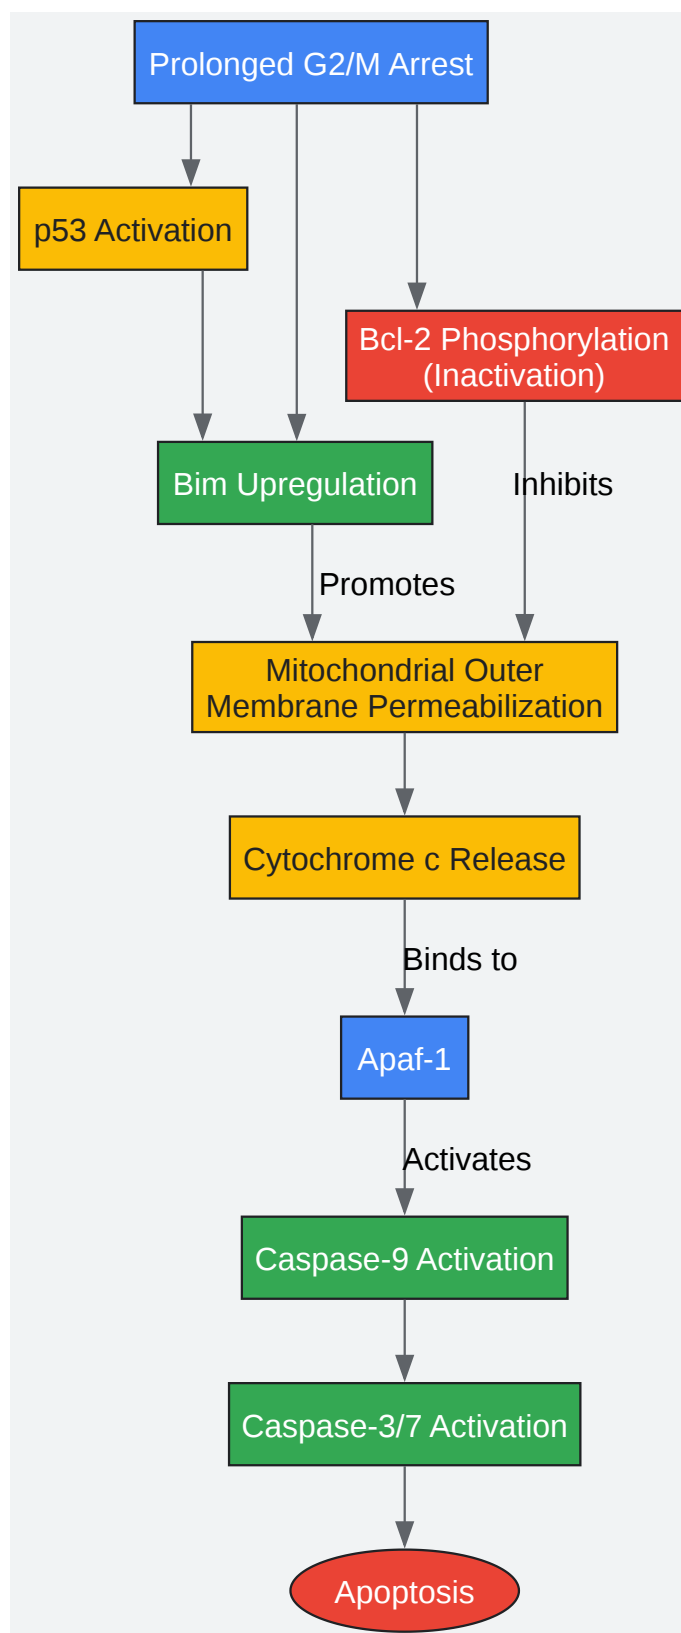 Prolonged G2/M Arrest
p53 Activation
Bcl-2 Phosphorylation
(Inactivation)
Bim Upregulation
Inhibits
Promotes
Mitochondrial Outer
Membrane Permeabilization
Cytochrome c Release
Binds to
Apaf-1
Activates
Caspase-9 Activation
Caspase-3/7 Activation
Apoptosis